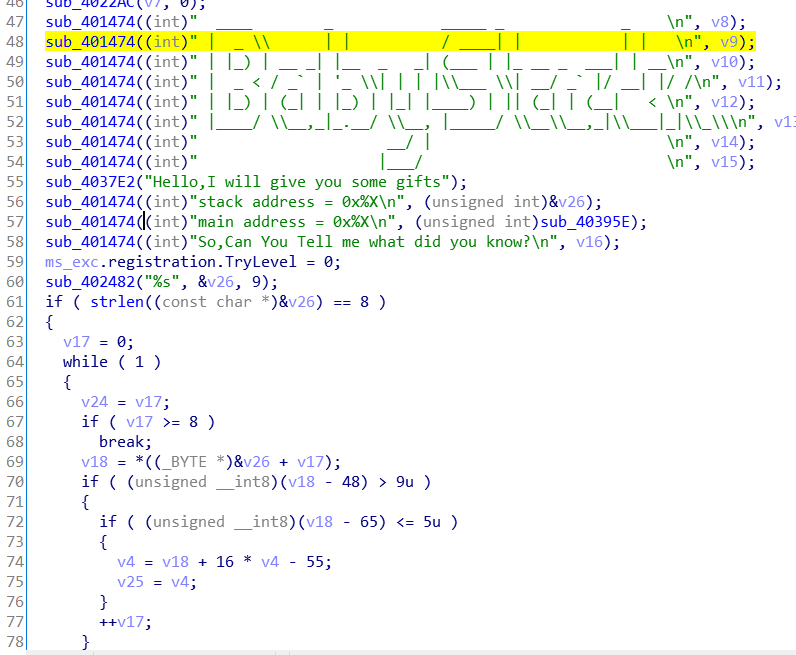 46 sub_4022AC(v7, 0);
47 sub_401474((int)"  ____        _           _____ _             _    \n", v8);
48 sub_401474((int)" |  _ \\      | |         / ____| |           | |   \n", v9);
49 sub_401474((int)" | |_) | __ _| |__  _   _| (___ | |_ __ _  ___| | __\n", v10);
50 sub_401474((int)" |  _ < / _` | '_ \\| | | |\\___ \\| __/ _` |/ __| |/ /\n", v11);
51 sub_401474((int)" | |_) | (_| | |_) | |_| |____) | || (_| | (__|   < \n", v12);
52 sub_401474((int)" |____/ \\__,_|_.__/ \\__, |_____/ \\__\\__,_|\\___|_|\\_\\\n", v13
53 sub_401474((int)"                     __/ |                          \n", v14);
54 sub_401474((int)"                    |___/                           \n", v15);
55 sub_4037E2("Hello,I will give you some gifts");
56 sub_401474((int)"stack address = 0x%X\n", (unsigned int)&v26);
57 sub_401474((int)"main address = 0x%X\n", (unsigned int)sub_40395E);
58 sub_401474((int)"So,Can You Tell me what did you know?\n", v16);
59 ms_exc.registration.TryLevel = 0;
60 sub_402482("%s", &v26, 9);
61 if ( strlen((const char *)&v26) == 8 )
62 {
63 v17 = 0;
64 while ( 1 )
65 {
66 v24 = v17;
67 if ( v17 >= 8 )
68 break;
69 v18 = *((_BYTE *)&v26 + v17);
70 if ( (unsigned __int8)(v18 - 48) > 9u )
71 {
72 if ( (unsigned __int8)(v18 - 65) <= 5u )
73 {
74 v4 = v18 + 16 * v4 - 55;
75 v25 = v4;
76 }
77 ++v17;
78 }